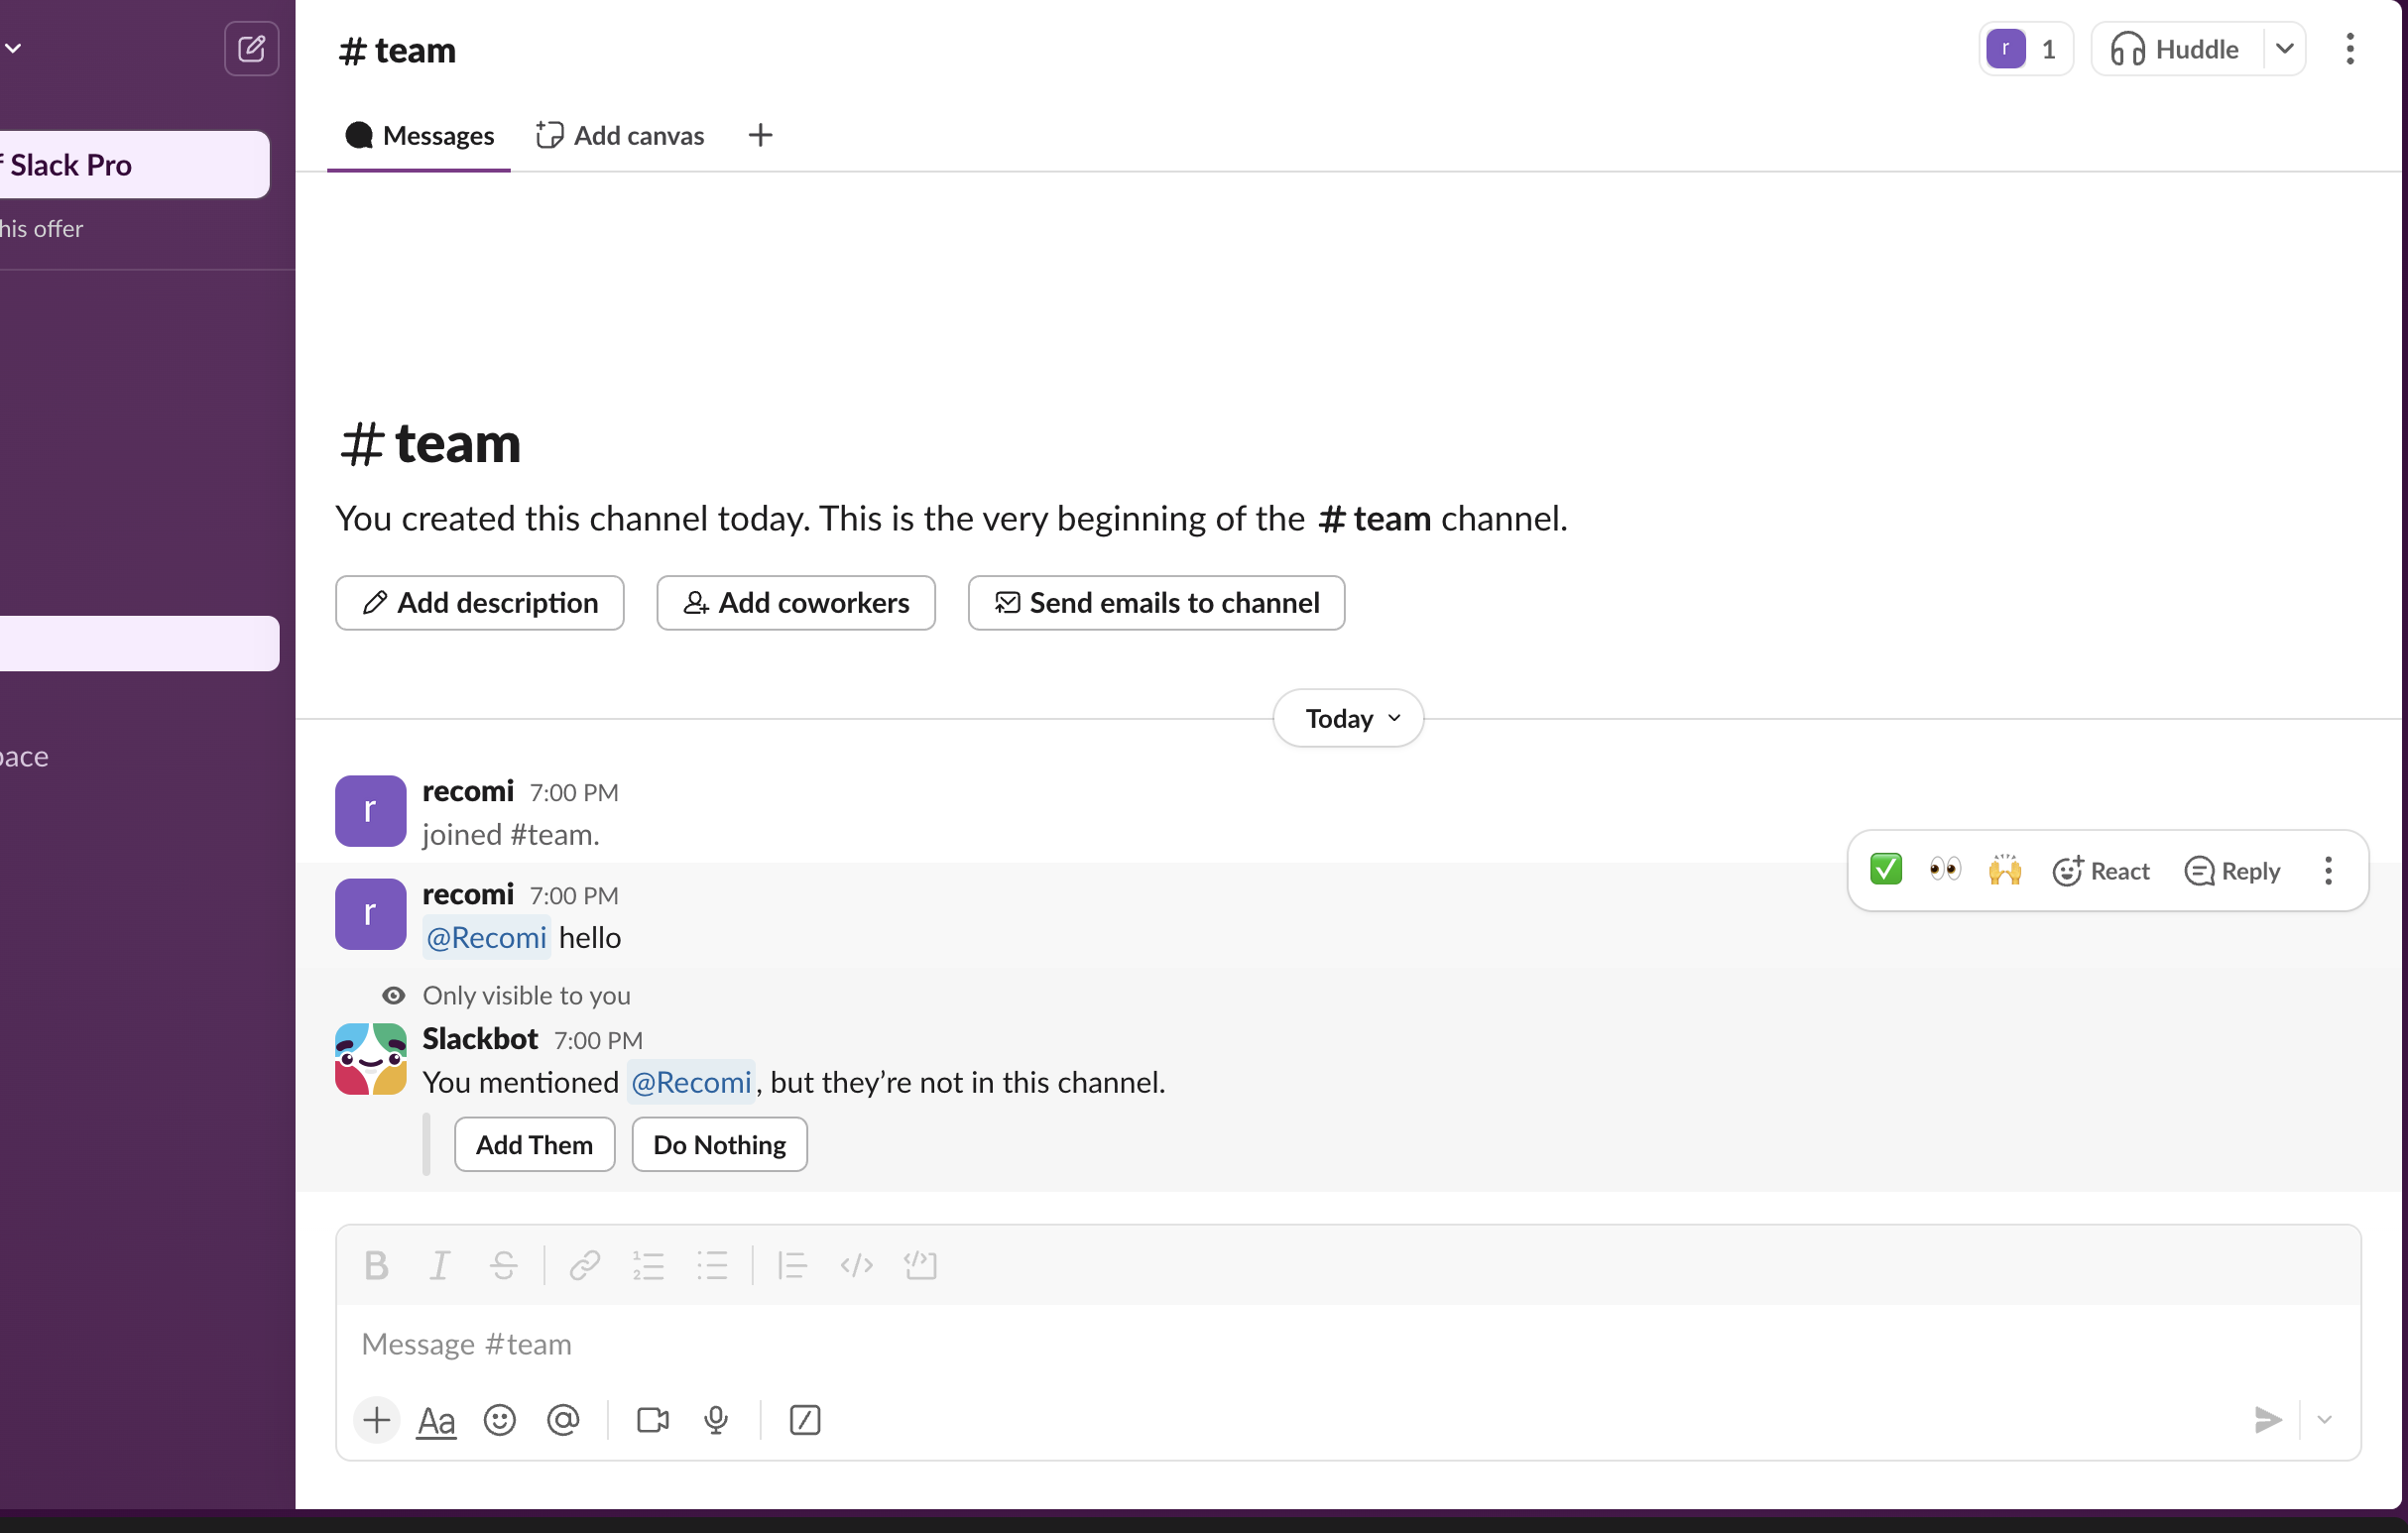 # team
r 1
Huddle
Messages
Add canvas
Slack Pro
his offer
# team
You created this channel today. This is the very beginning of the # team channel.
Add description
Add coworkers
Send emails to channel
Today
r
recomi 7:00 PM
joined #team.
React
Reply
r
recomi 7:00 PM
@Recomi hello
Only visible to you
Slackbot 7:00 PM
You mentioned @Recomi, but they’re not in this channel.
Add Them
Do Nothing
B I S
Message #team
Aa